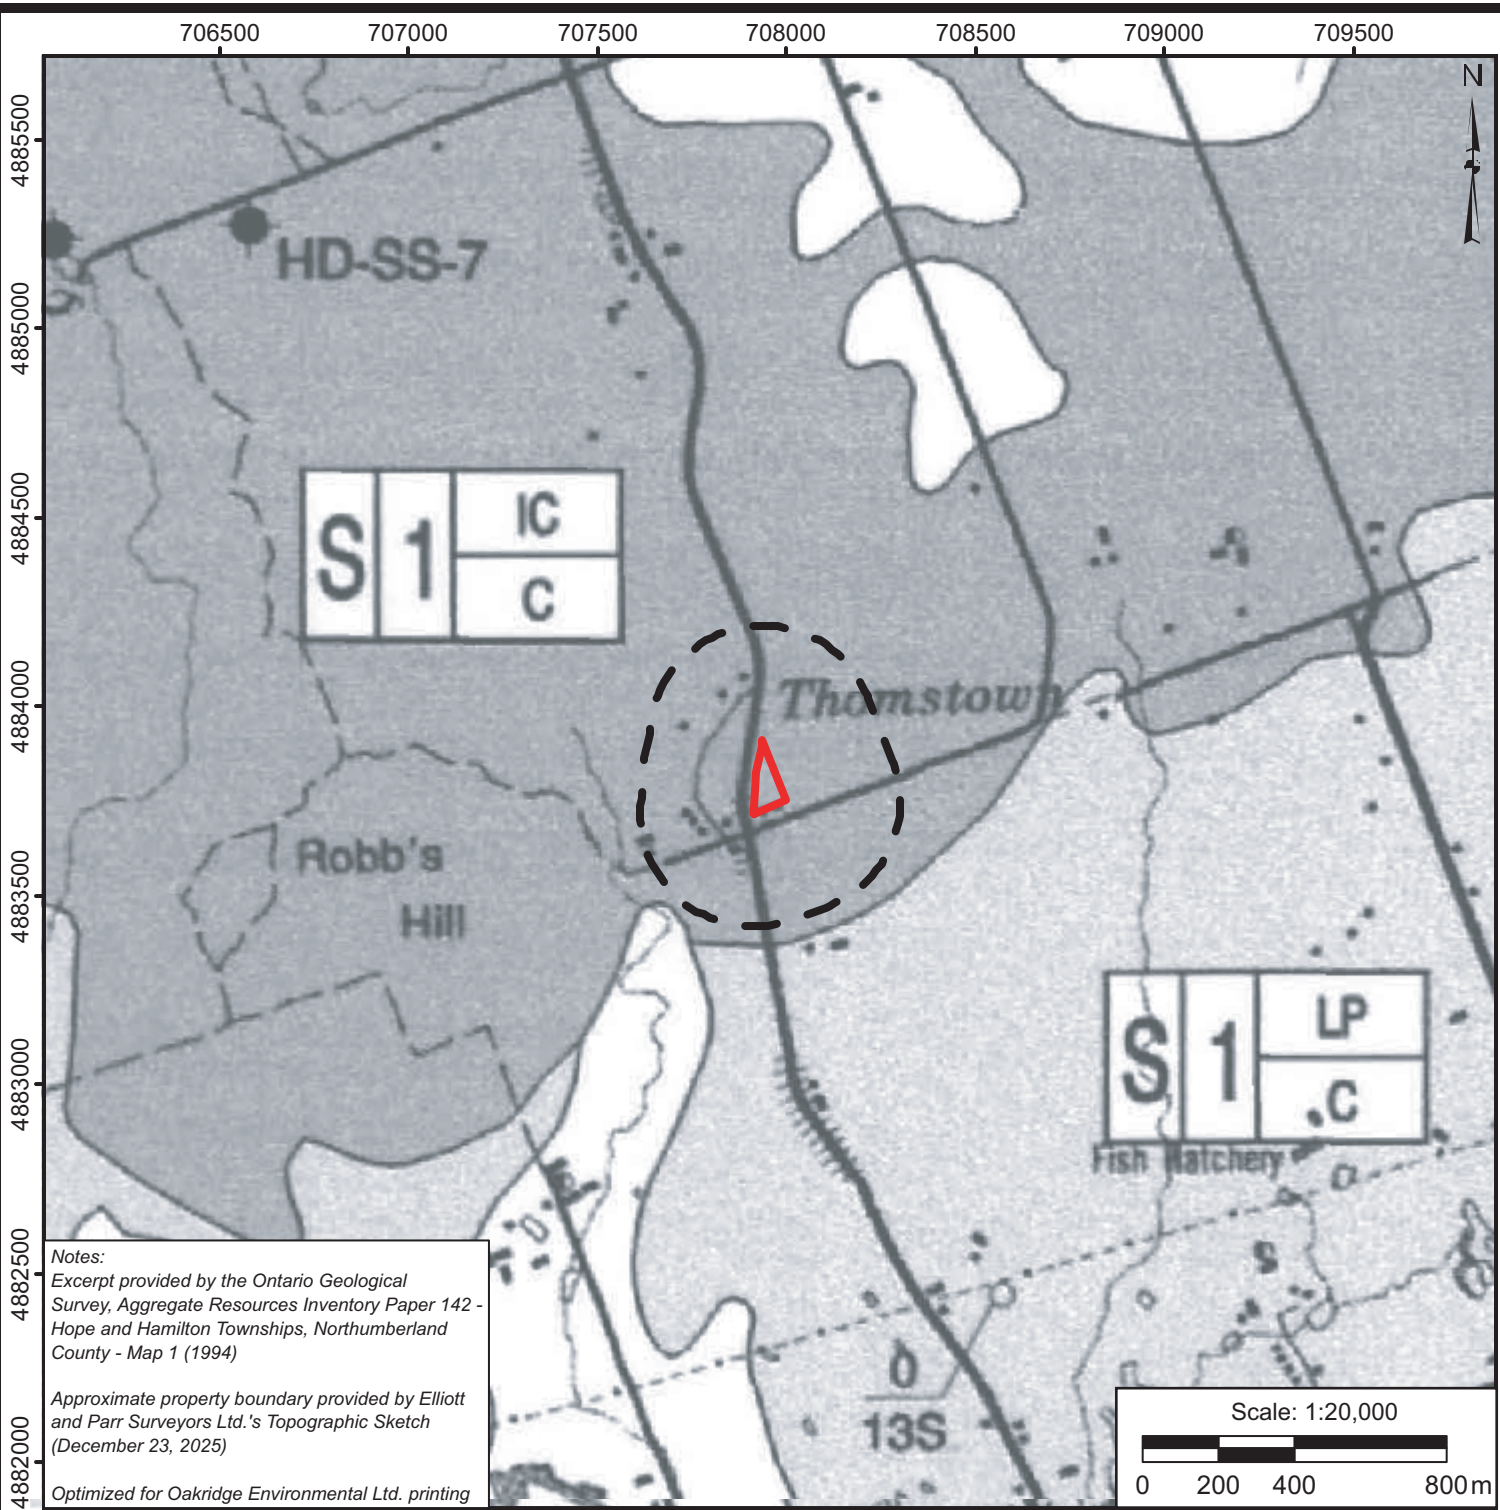 706500 707000 707500 708000 708500 709000 709500
N
4885500
4885000
4884500
4884000
4883500
4883000
4882500
4882000
HD-SS-7
S 1 IC
C
Thomstown
Robb's
Hill
S 1 LP
C
Fish Hatchery
S
0
13S
Notes:
Excerpt provided by the Ontario Geological
Survey, Aggregate Resources Inventory Paper 142 -
Hope and Hamilton Townships, Northumberland
County - Map 1 (1994)
Approximate property boundary provided by Elliott
and Parr Surveyors Ltd.'s Topographic Sketch
(December 23, 2025)
Optimized for Oakridge Environmental Ltd. printing
Scale: 1:20,000
0 200 400 800 m